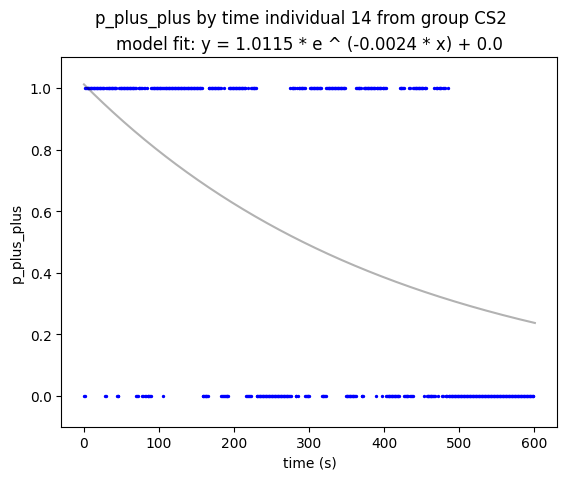 p_plus_plus by time individual 14 from group CS2
model fit: y = 1.0115 * e ^ (-0.0024 * x) + 0.0
1.0
0.8
0.6
0.4
0.2
0.0
p_plus_plus
0 100 200 300 400 500 600
time (s)